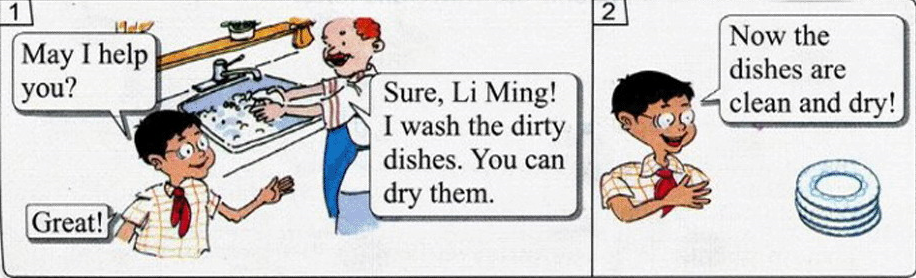 1
May I help
you?
Sure, Li Ming!
I wash the dirty
dishes. You can
dry them.
Great!
2
Now the
dishes are
clean and dry!